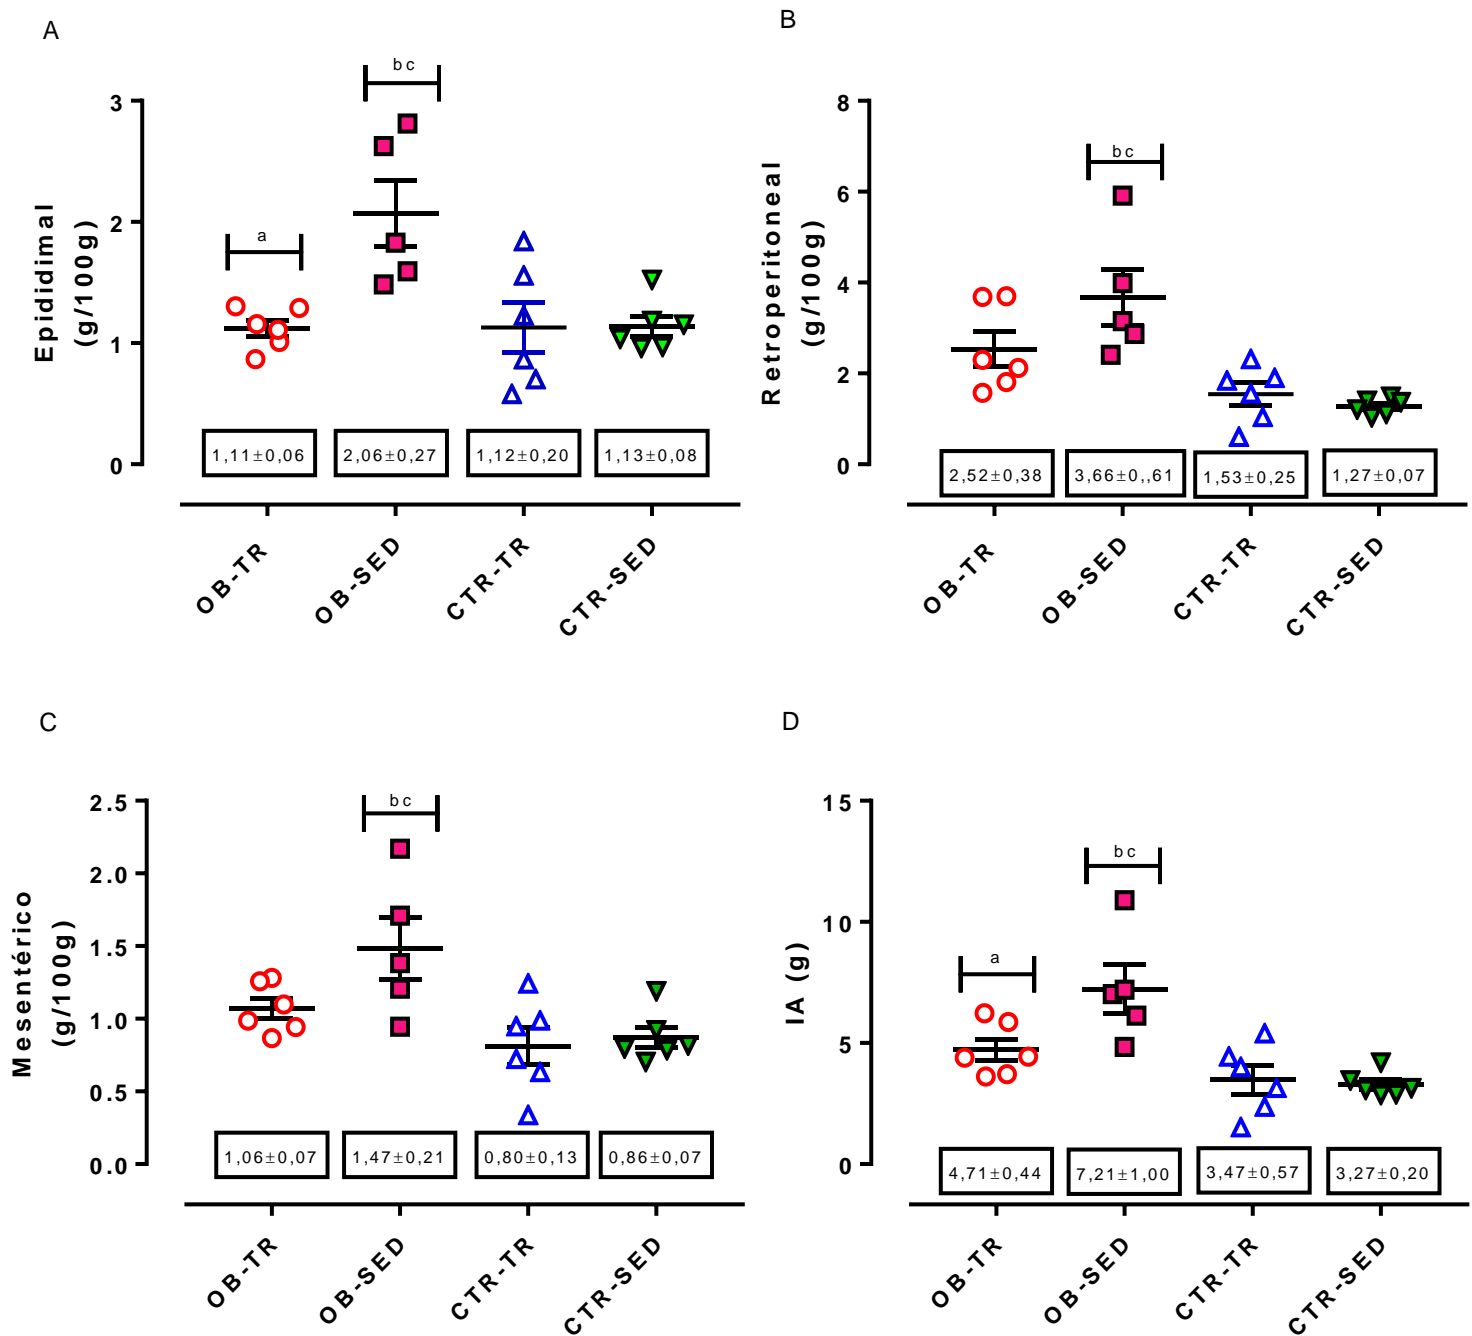 A
Epididimal
(g/100g)
3
2
1
0
a
b c
1,11±0,06
2,06±0,27
1,12±0,20
1,13±0,08
OB-TR
OB-SED
CTR-TR
CTR-SED
B
Retroperitoneal
(g/100g)
8
6
4
2
0
bc
2,52±0,38
3,66±0,,61
1,53±0,25
1,27±0,07
OB-TR
OB-SED
CTR-TR
CTR-SED
C
Mesentérico
(g/100g)
2.5
2.0
1.5
1.0
0.5
0.0
bc
1,06±0,07
1,47±0,21
0,80±0,13
0,86±0,07
OB-TR
OB-SED
CTR-TR
CTR-SED
D
IA (g)
15
10
5
0
a
bc
4,71±0,44
7,21±1,00
3,47±0,57
3,27±0,20
OB-TR
OB-SED
CTR-TR
CTR-SED